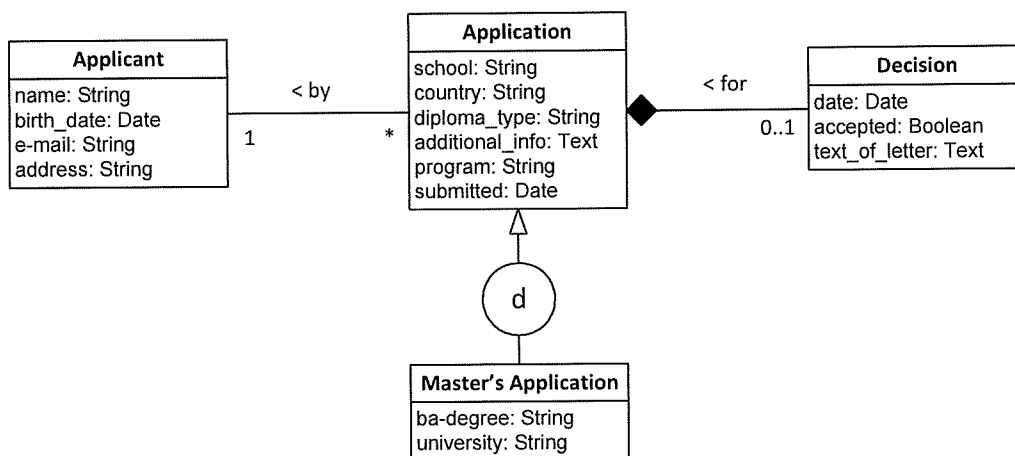 Applicant
name: String
birth_date: Date
e-mail: String
address: String
< by
1
*
Application
school: String
country: String
diploma_type: String
additional_info: Text
program: String
submitted: Date
< for
0..1
Decision
date: Date
accepted: Boolean
text_of_letter: Text
d
Master's Application
ba-degree: String
university: String